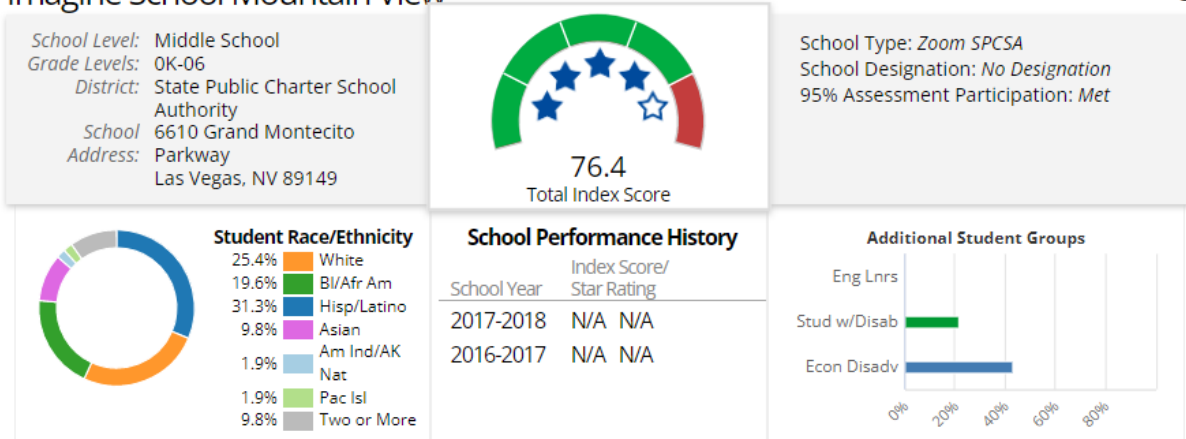 Imagine School Mountain View
School Level: Middle School
Grade Levels: 0K-06
District: State Public Charter School
Authority
School 6610 Grand Montecito
Address: Parkway
Las Vegas, NV 89149
76.4
Total Index Score
School Type: Zoom SPCSA
School Designation: No Designation
95% Assessment Participation: Met
Student Race/Ethnicity
25.4% White
19.6% Bl/Afr Am
31.3% Hisp/Latino
9.8% Asian
1.9% Am Ind/AK
Nat
1.9% Pac Isl
9.8% Two or More
School Performance History
Index Score/
School Year Star Rating
2017-2018 N/A N/A
2016-2017 N/A N/A
Additional Student Groups
Eng Lnrs
Stud w/Disab
Econ Disadv
0% 20% 40% 60% 80%